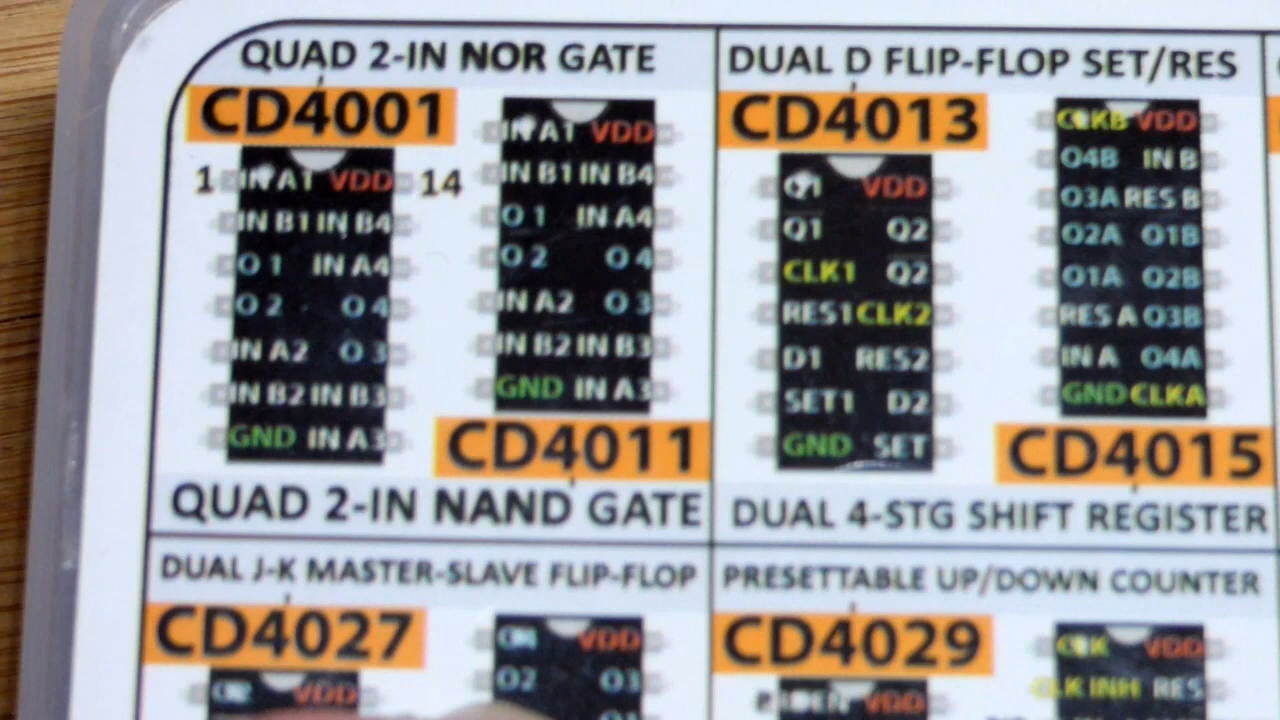 QUAD 2-IN NOR GATE
CD4001
1 IN A1 VDD 14
IN B1 IN B4
O 1 IN A4
O 2 O 4
IN A2 O 3
IN B2 IN B3
GND IN A3
IN A1 VDD
IN B1 IN B4
O 1 IN A4
O 2 O 4
IN A2 O 3
IN B2 IN B3
GND IN A3
CD4011
QUAD 2-IN NAND GATE
DUAL D FLIP-FLOP SET/RES
CD4013
Q1 VDD
Q1 Q2
CLK1 Q2
RES1 CLK2
D1 RES2
SET1 D2
GND SET
CLKB VDD
O4B IN B
O3A RES B
O2A O1B
O1A O2B
RES A O3B
IN A O4A
GND CLKA
CD4015
DUAL 4-STG SHIFT REGISTER
DUAL J-K MASTER-SLAVE FLIP-FLOP
CD4027
VDD
VDD
O2 O3
PRESETTABLE UP/DOWN COUNTER
CD4029
VDD
CLK VDD
CLK INH RES